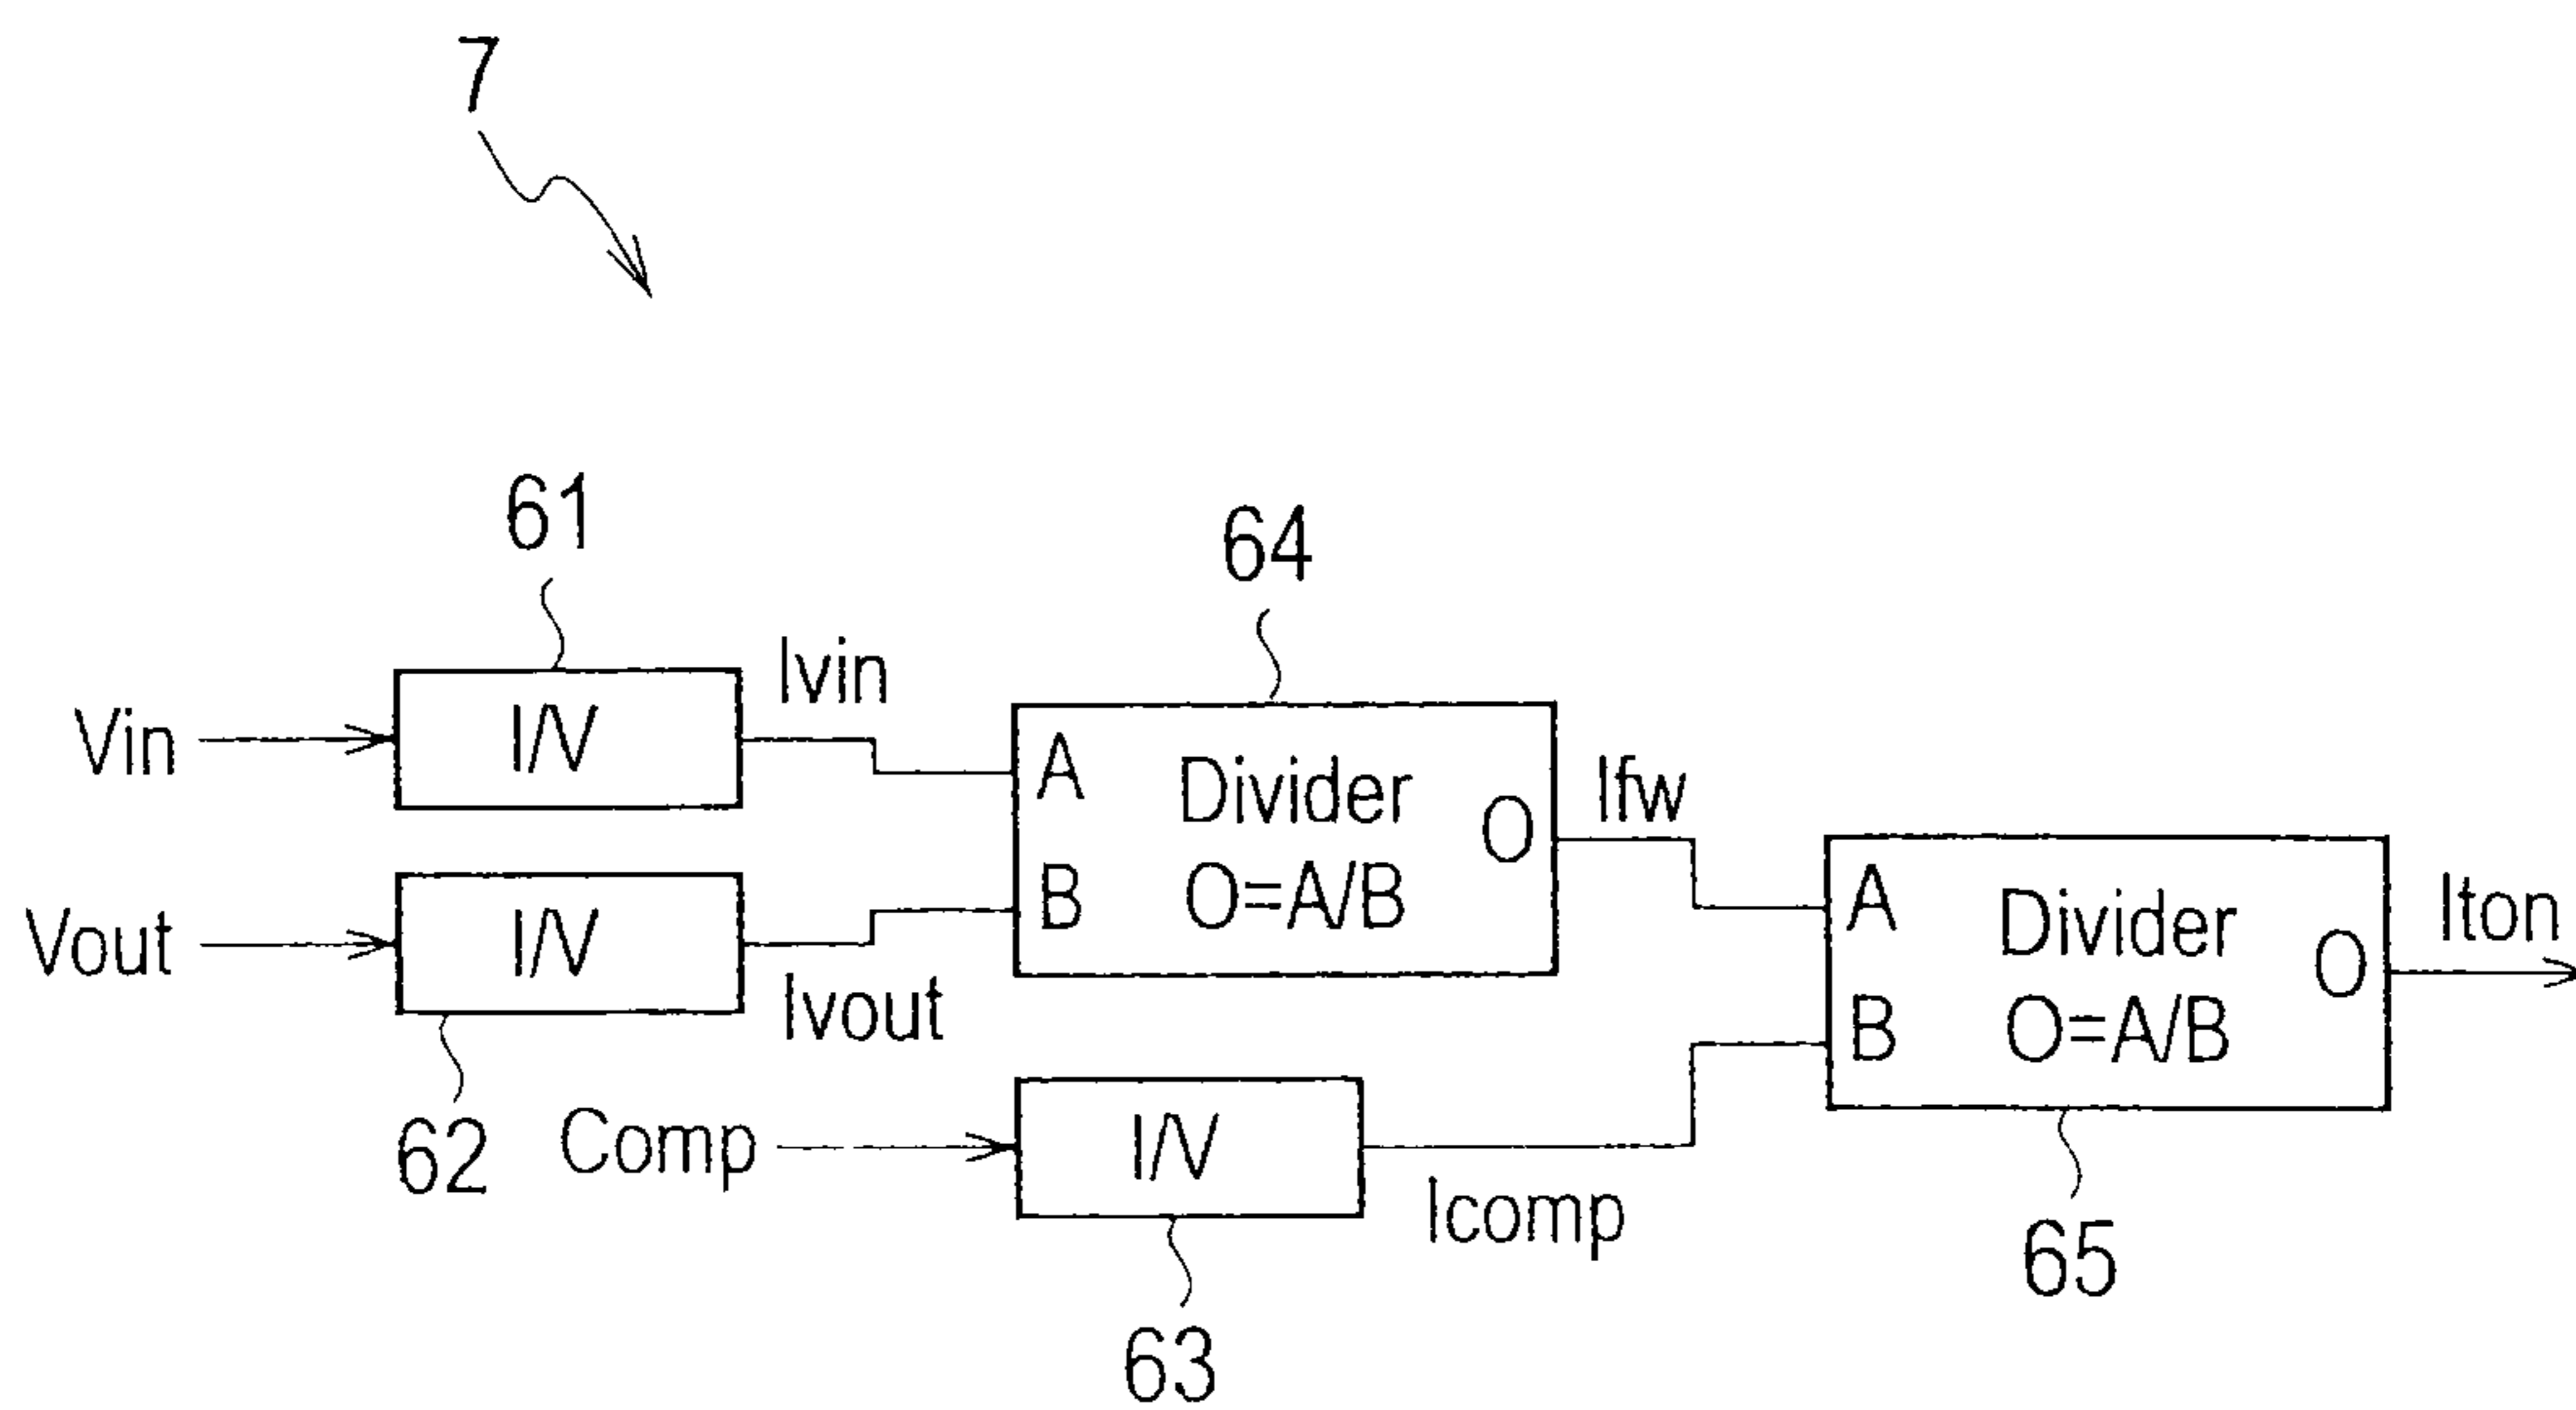 7
61
64
Ivin
Vin
I/V
A
Divider
O
Ifw
B
O=A/B
Vout
I/V
Ivout
A
Divider
O
Iton
B
O=A/B
62
Comp
I/V
Icomp
65
63